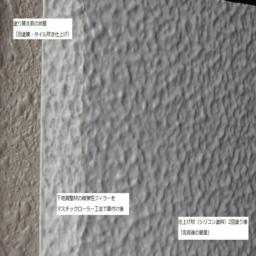 塗り替え前の状態
(旧塗膜:タイル吹き仕上げ)
下地調整材の微弾性フィラーを
マスチックローラー工法で素付け後
仕上げ材(シリコン塗料)2回塗り後
(完成後の壁面)